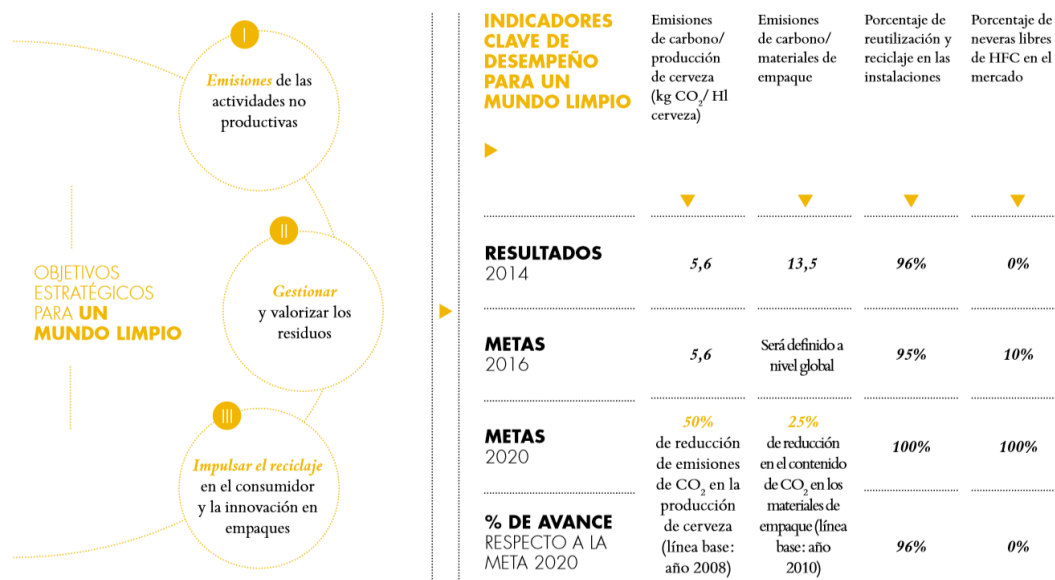 OBJETIVOS
ESTRATÉGICOS
PARA UN
MUNDO LIMPIO
I
Emisiones de las
actividades no
productivas
II
Gestionar
y valorizar los
residuos
III
Impulsar el reciclaje
en el consumidor
y la innovación en
empaques
INDICADORES
CLAVE DE
DESEMPEÑO
PARA UN
MUNDO LIMPIO
Emisiones
de carbono/
producción
de cerveza
(kg CO₂/ Hl
cerveza)
Emisiones
de carbono/
materiales de
empaque
Porcentaje de
reutilización y
reciclaje en las
instalaciones
Porcentaje de
neveras libres
de HFC en el
mercado
RESULTADOS
2014
5,6
13,5
96%
0%
METAS
2016
5,6
Será definido a
nivel global
95%
10%
METAS
2020
50%
de reducción
de emisiones
de CO₂ en la
producción
de cerveza
(línea base:
año 2008)
25%
de reducción
en el contenido
de CO₂ en los
materiales de
empaque (línea
base: año
2010)
100%
100%
% DE AVANCE
RESPECTO A LA
META 2020
96%
0%